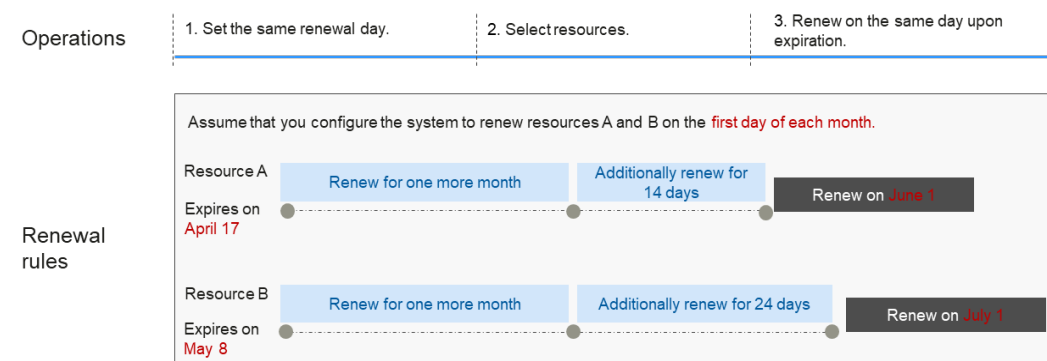 Operations
1. Set the same renewal day.
2. Select resources.
3. Renew on the same day upon
expiration.
Assume that you configure the system to renew resources A and B on the first day of each month.
Renewal
rules
Resource A
Renew for one more month
Additionally renew for
14 days
Renew on June 1
Expires on
April 17
Resource B
Renew for one more month
Additionally renew for 24 days
Renew on July 1
Expires on
May 8